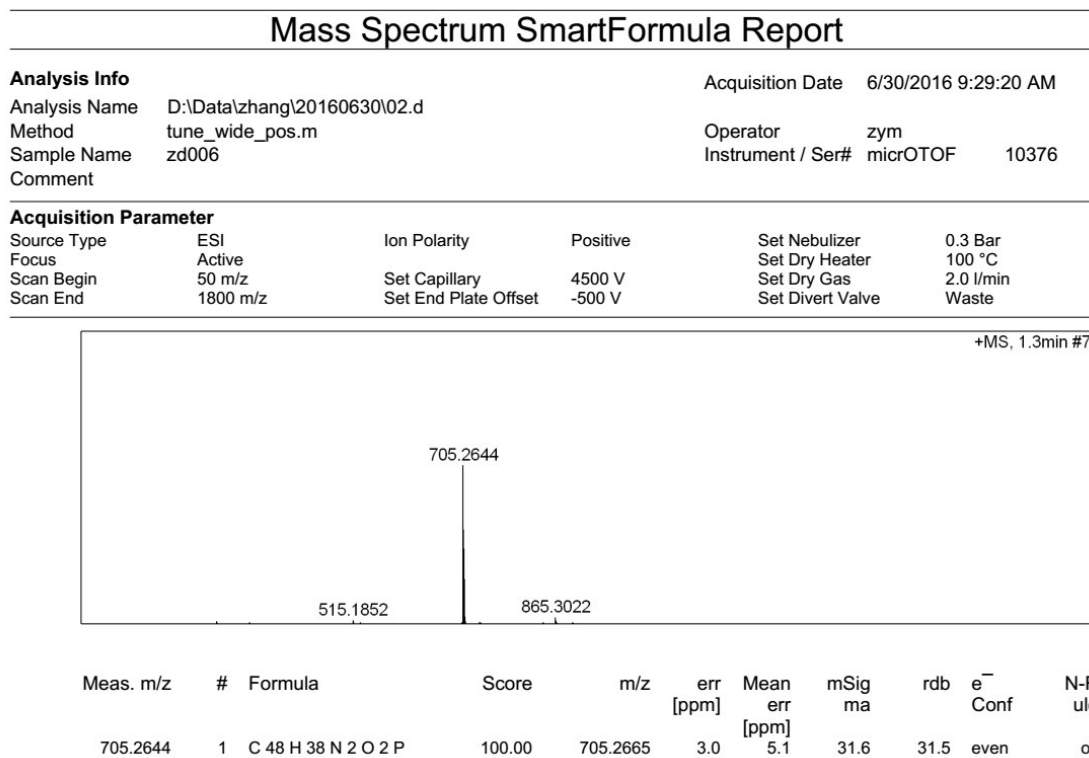 Mass Spectrum SmartFormula Report
Analysis Info
Acquisition Date 6/30/2016 9:29:20 AM
Analysis Name D:\Data\zhang\20160630\02.d
Method tune_wide_pos.m
Operator zym
Sample Name zd006
Instrument / Ser# micrOTOF 10376
Comment
Acquisition Parameter
Source Type ESI Ion Polarity Positive Set Nebulizer 0.3 Bar
Focus Active Set Dry Heater 100 °C
Scan Begin 50 m/z Set Capillary 4500 V Set Dry Gas 2.0 l/min
Scan End 1800 m/z Set End Plate Offset -500 V Set Divert Valve Waste
+MS, 1.3min #7
705.2644
515.1852 865.3022
Meas. m/z # Formula Score m/z err Mean mSig rdb e¯ N-R
[ppm] err ma Conf ul
[ppm]
705.2644 1 C 48 H 38 N 2 O 2 P 100.00 705.2665 3.0 5.1 31.6 31.5 even o